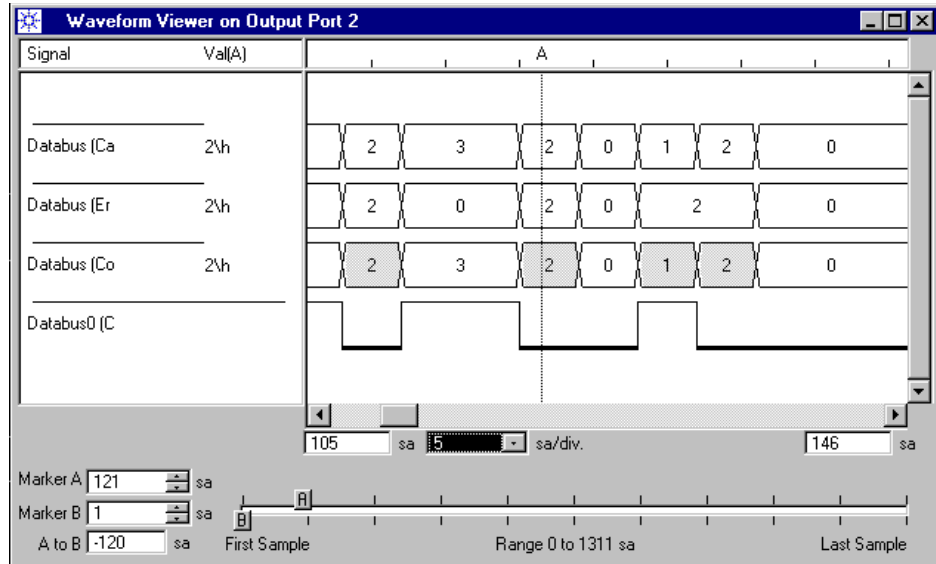 Waveform Viewer on Output Port 2
Signal Val(A) A
Databus (Ca 2\h 2 3 2 0 1 2 0
Databus (Er 2\h 2 0 2 0 2 0
Databus (Co 2\h 2 3 2 0 1 2 0
Databus0 (C
105 sa 5 sa/div. 146 sa
Marker A 121 sa A
Marker B 1 sa B
A to B -120 sa First Sample Range 0 to 1311 sa Last Sample